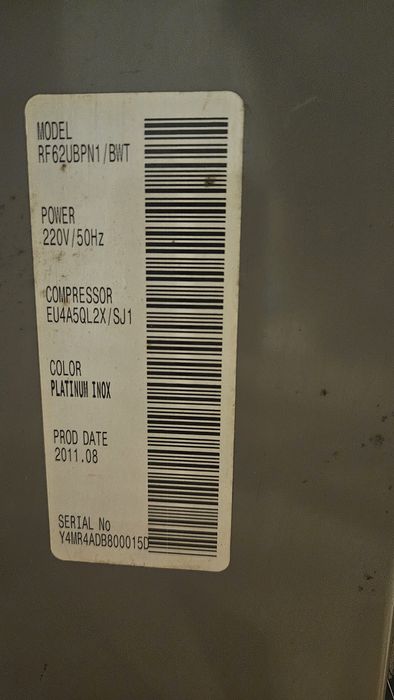 MODEL
RF62UBPN1/BWT
POWER
220V/50Hz
COMPRESSOR
EU4A5QL2X/SJ1
COLOR
PLATINUM INOX
PROD DATE
2011.08
SERIAL No
Y4MR4ADB800015D